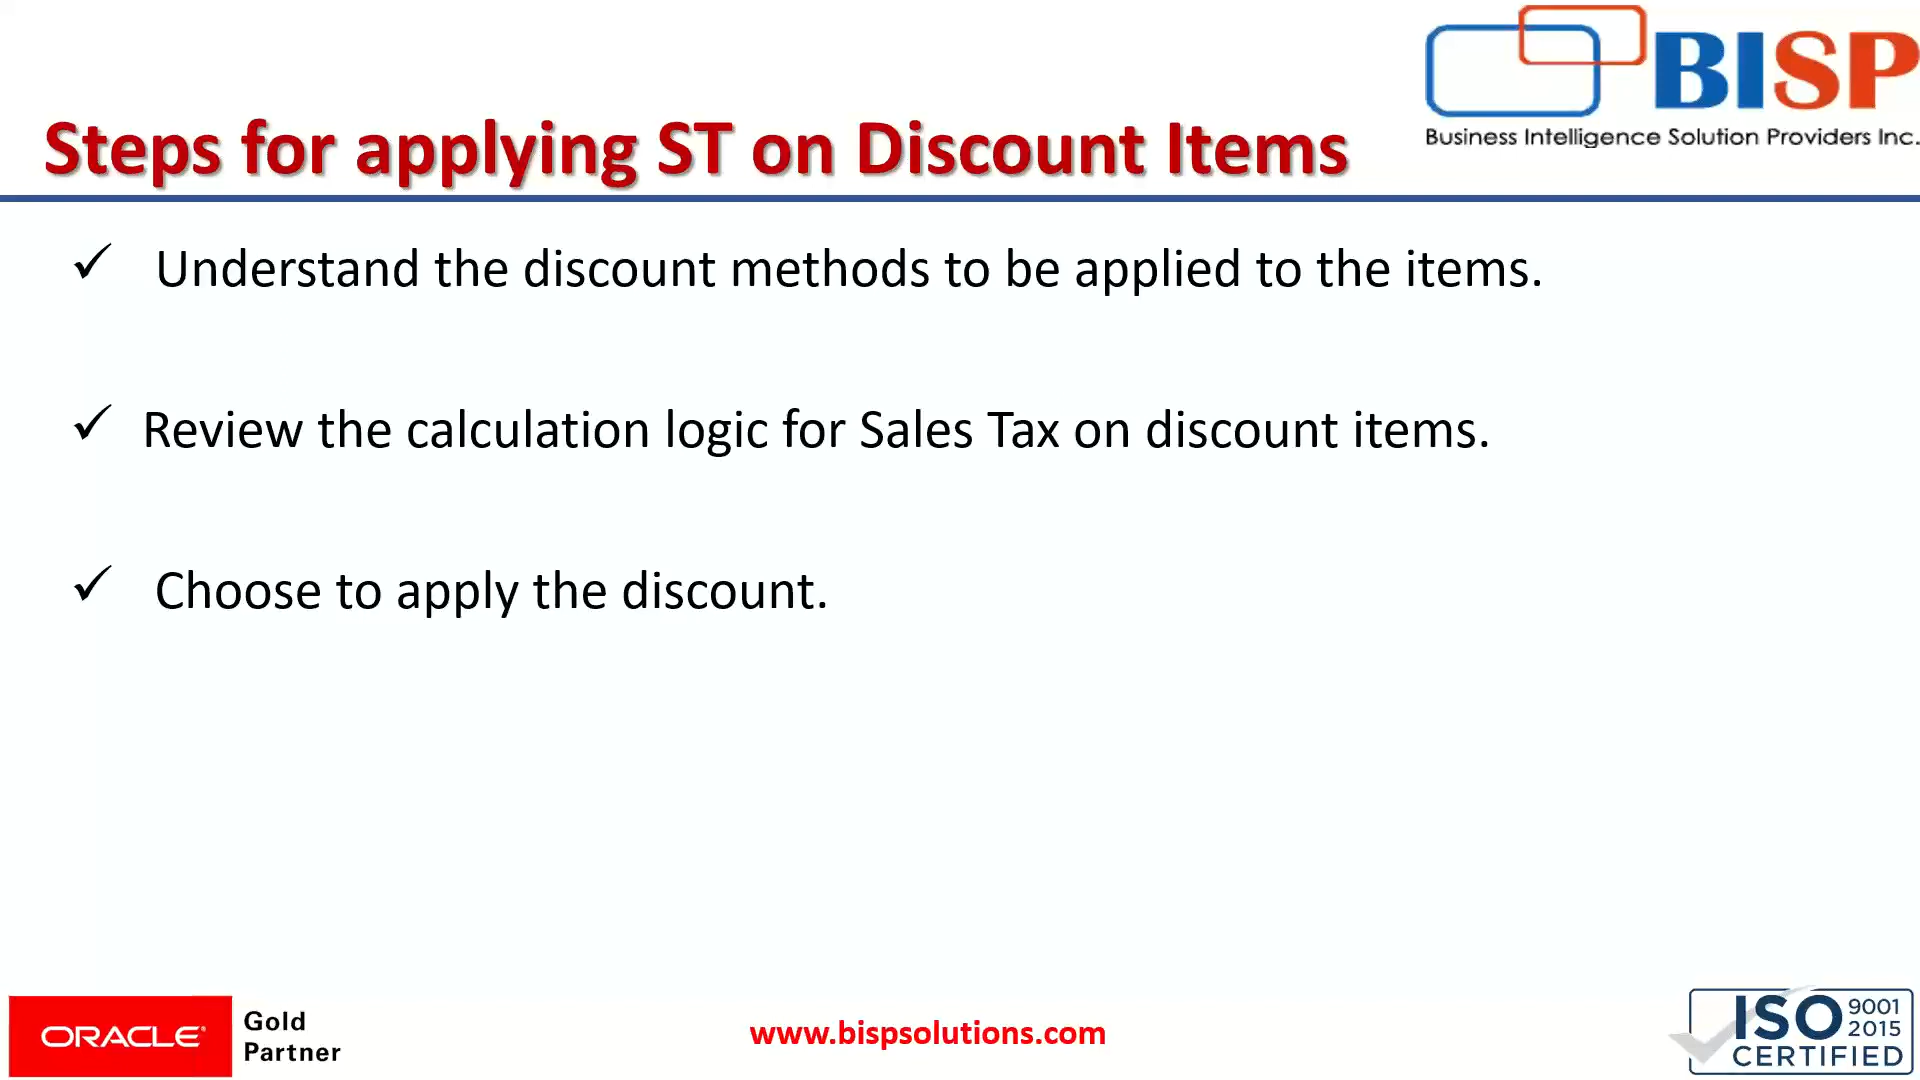 BISP
Business Intelligence Solution Providers Inc.
Steps for applying ST on Discount Items
✓ Understand the discount methods to be applied to the items.
✓ Review the calculation logic for Sales Tax on discount items.
✓ Choose to apply the discount.
ORACLE®
Gold
Partner
www.bispsolutions.com
ISO 9001
2015
CERTIFIED